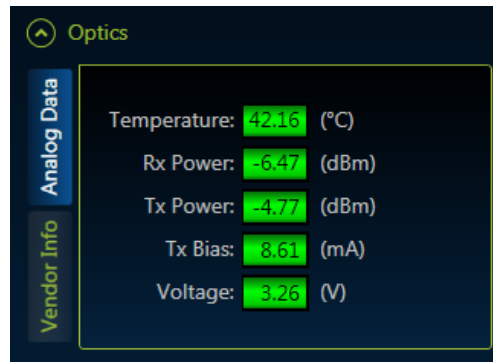 Optics
Analog Data
Vendor Info
Temperature: 42.16 (°C)
Rx Power: -6.47 (dBm)
Tx Power: -4.77 (dBm)
Tx Bias: 8.61 (mA)
Voltage: 3.26 (V)